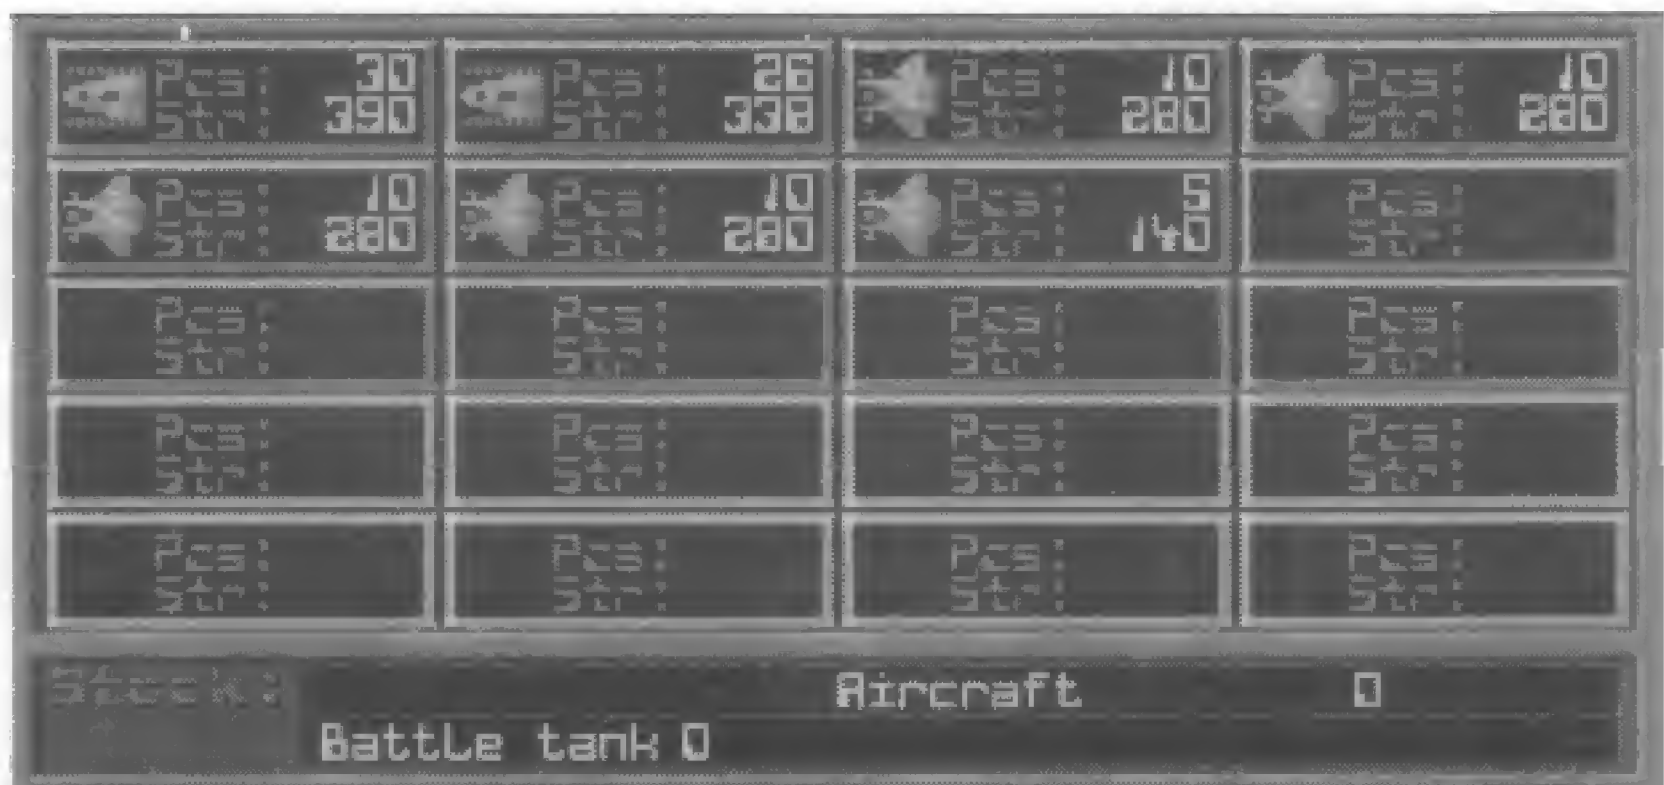 Pcs: 30 Pcs: 26 Pcs: 10 Pcs: 10
Str: 390 Str: 338 Str: 280 Str: 280
Pcs: 10 Pcs: 10 Pcs: 5 Pcs:
Str: 280 Str: 280 Str: 140 Str:
Pcs: Pcs: Pcs: Pcs:
Str: Str: Str: Str:
Pcs: Pcs: Pcs: Pcs:
Str: Str: Str: Str:
Pcs: Pcs: Pcs: Pcs:
Str: Str: Str: Str:
Stock: Aircraft 0
Battle tank 0